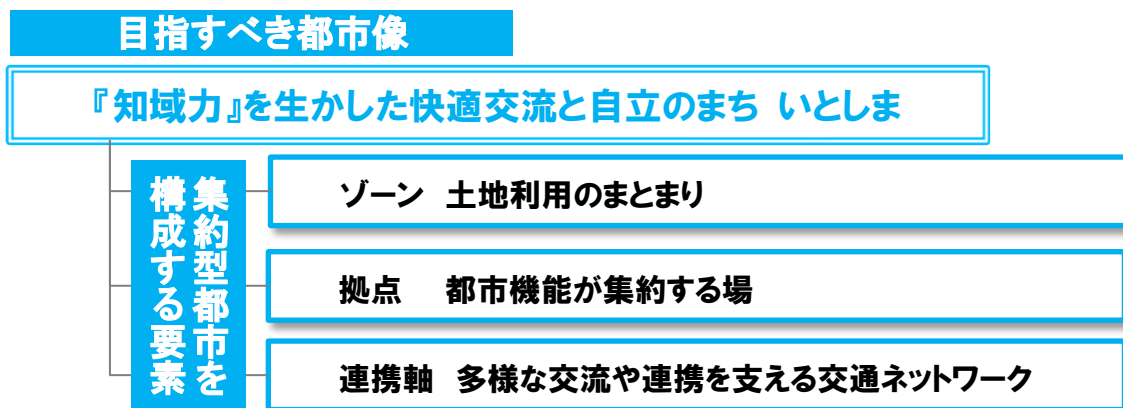 目指すべき都市像
『知域力』を生かした快適交流と自立のまち いとしま
集約型都市を
構成する要素
ゾーン 土地利用のまとまり
拠点 都市機能が集約する場
連携軸 多様な交流や連携を支える交通ネットワーク